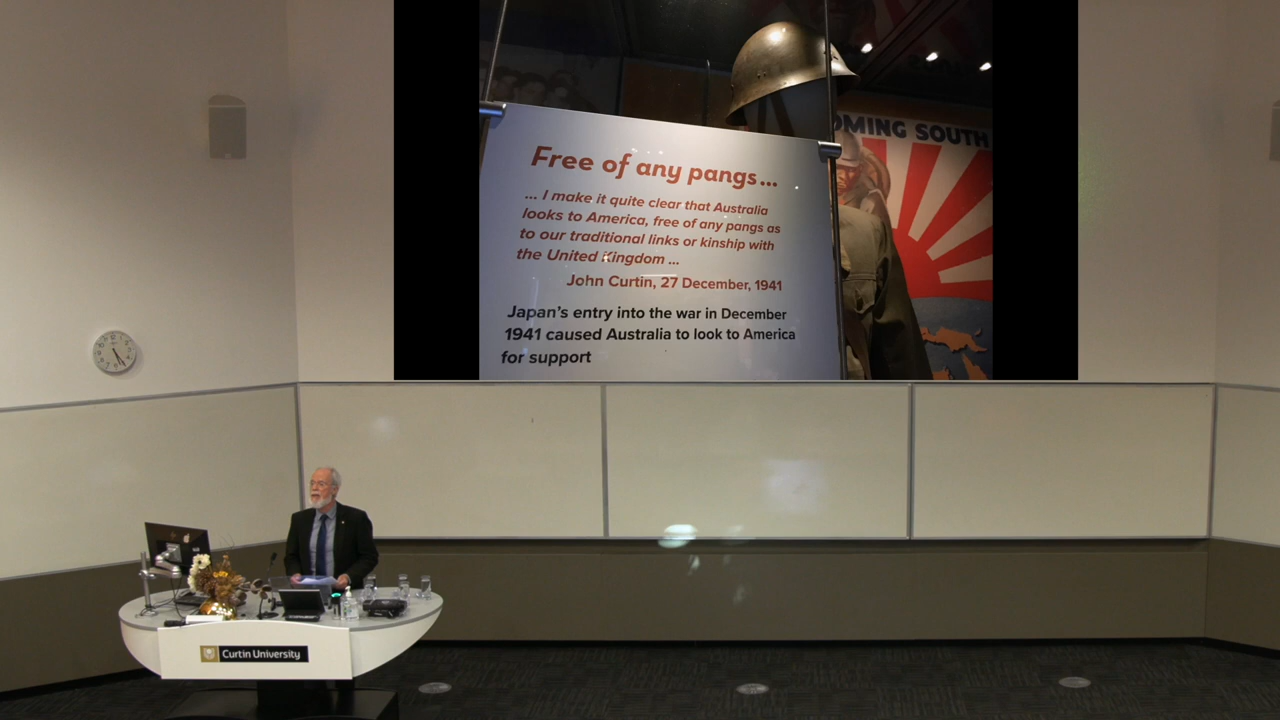 Free of any pangs...
... I make it quite clear that Australia
looks to America, free of any pangs as
to our traditional links or kinship with
the United Kingdom ...
John Curtin, 27 December, 1941
Japan's entry into the war in December
1941 caused Australia to look to America
for support
OMING SOUTH
Curtin University